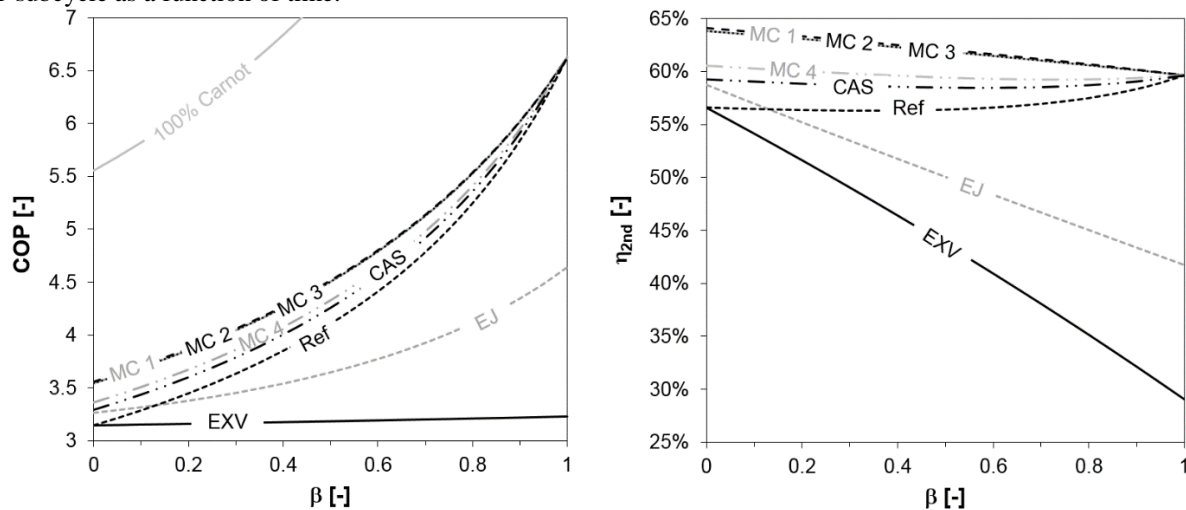 r subcycle as a function of time.
7
6.5
6
5.5
5
4.5
4
3.5
3
COP [-]
0 0.2 0.4 0.6 0.8 1
β [-]
100% Carnot
MC 1 MC 2 MC 3
MC 4
CAS
Ref
EJ
EXV
65%
60%
55%
50%
45%
40%
35%
30%
25%
η2nd [-]
0 0.2 0.4 0.6 0.8 1
β [-]
MC 1 MC 2 MC 3
MC 4
CAS
Ref
EJ
EXV